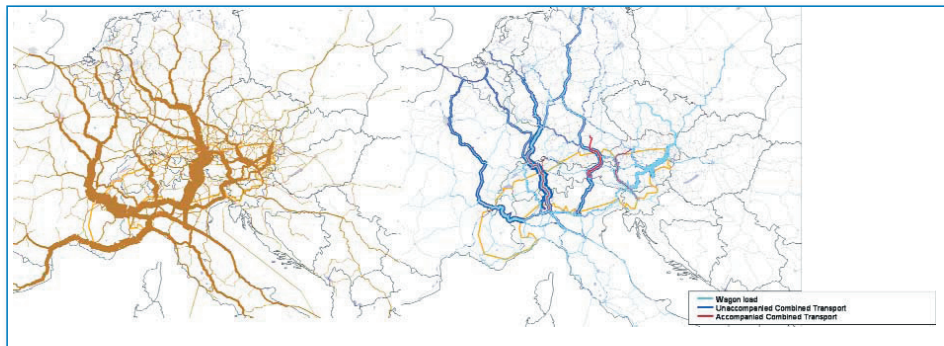 Wagon load
Unaccompanied Combined Transport
Accompanied Combined Transport